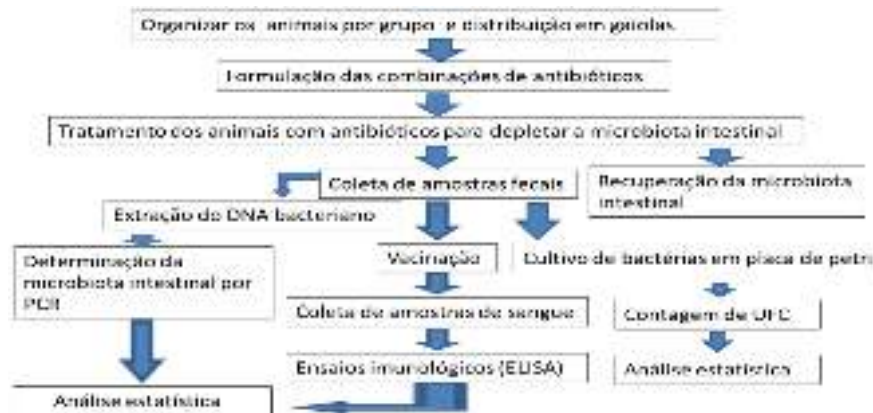 Organizar os animais por grupo e distribuição em gaiolas
Formulação das combinações de antibióticos
Tratamento dos animais com antibióticos para depletar a microbiota intestinal
Coleta de amostras fecais
Recuperação da microbiota
intestinal
Extração do DNA bacteriano
Determinação da
microbiota intestinal por
PCR
Vacinação
Cultivo de bactérias em placa de petri
Coleta de amostras de sangue
Contagem de UFC
Ensaios imunológicos (ELISA)
Análise estatística
Análise estatística